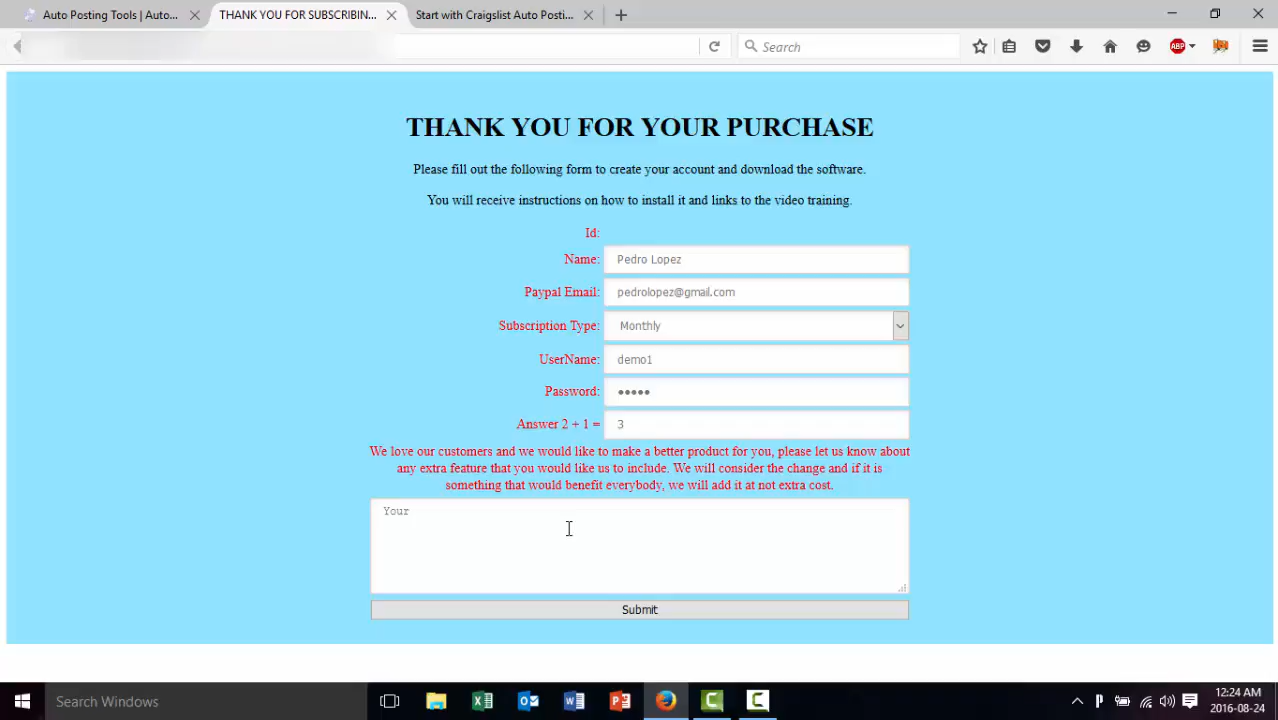 Auto Posting Tools | Auto...
THANK YOU FOR SUBSCRIBIN...
Start with Craigslist Auto Posti...
Search
ABP
THANK YOU FOR YOUR PURCHASE
Please fill out the following form to create your account and download the software.
You will receive instructions on how to install it and links to the video training.
Id:
Name: Pedro Lopez
Paypal Email: pedrolopez@gmail.com
Subscription Type: Monthly
UserName: demo1
Password: •••••
Answer 2 + 1 = 3
We love our customers and we would like to make a better product for you, please let us know about
any extra feature that you would like us to include. We will consider the change and if it is
something that would benefit everybody, we will add it at not extra cost.
Your
Submit
Search Windows
12:24 AM
2016-08-24